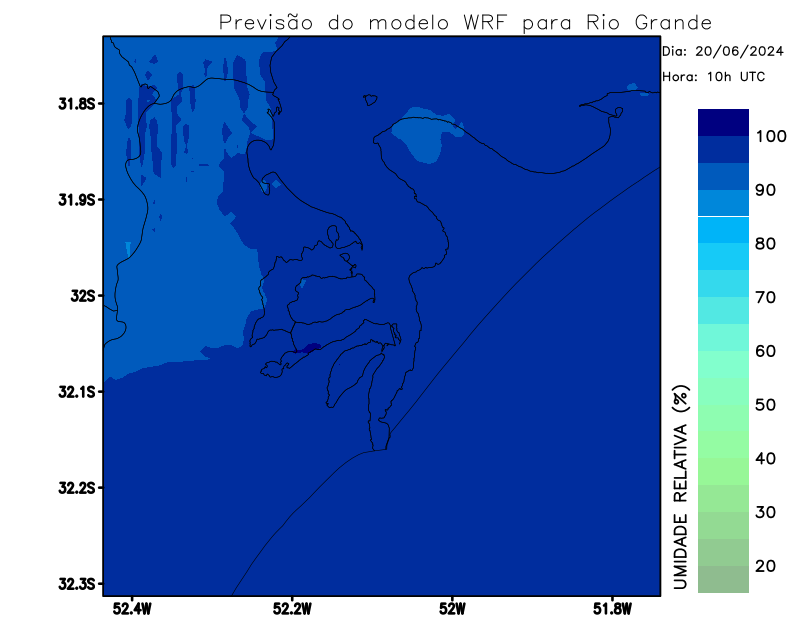 Previsão do modelo WRF para Rio Grande
Dia: 20/06/2024
Hora: 10h UTC
31.8S
31.9S
32S
32.1S
32.2S
32.3S
52.4W
52.2W
52W
51.8W
UMIDADE RELATIVA (%)
100
90
80
70
60
50
40
30
20